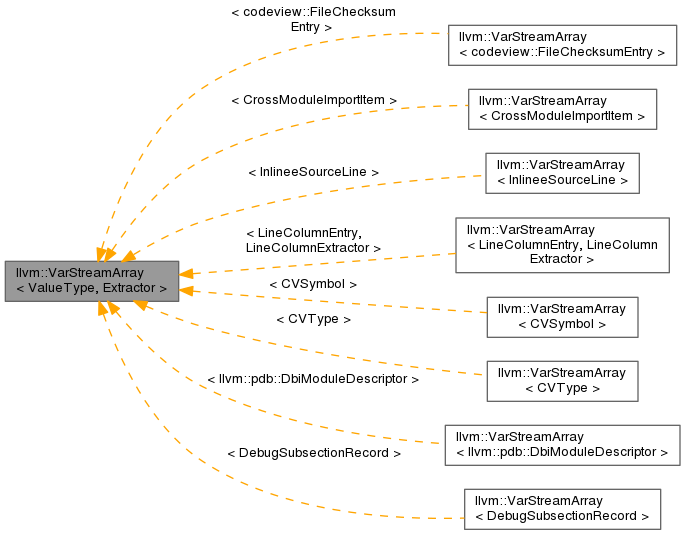 < codeview::FileChecksum
Entry >
llvm::VarStreamArray
< codeview::FileChecksumEntry >
< CrossModuleImportItem >
llvm::VarStreamArray
< CrossModuleImportItem >
< InlineeSourceLine >
llvm::VarStreamArray
< InlineeSourceLine >
< LineColumnEntry,
LineColumnExtractor >
llvm::VarStreamArray
< LineColumnEntry, LineColumn
Extractor >
llvm::VarStreamArray
< ValueType, Extractor >
< CVSymbol >
llvm::VarStreamArray
< CVSymbol >
< CVType >
llvm::VarStreamArray
< CVType >
< llvm::pdb::DbiModuleDescriptor >
llvm::VarStreamArray
< llvm::pdb::DbiModuleDescriptor >
< DebugSubsectionRecord >
llvm::VarStreamArray
< DebugSubsectionRecord >